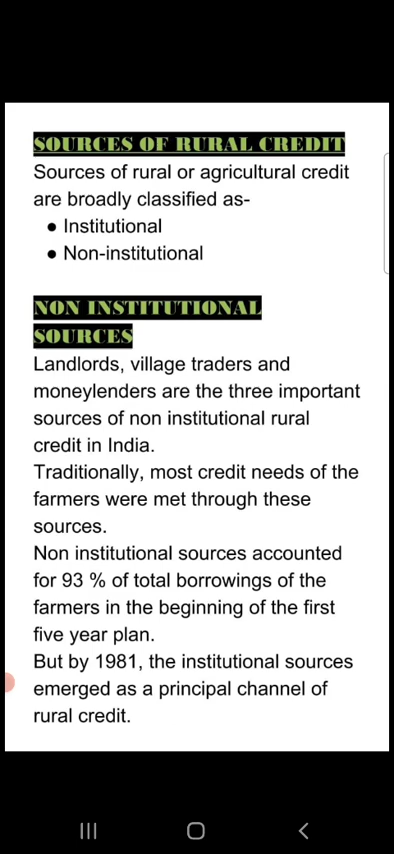 SOURCES OF RURAL CREDIT
Sources of rural or agricultural credit
are broadly classified as-
● Institutional
● Non-institutional
NON INSTITUTIONAL
SOURCES
Landlords, village traders and
moneylenders are the three important
sources of non institutional rural
credit in India.
Traditionally, most credit needs of the
farmers were met through these
sources.
Non institutional sources accounted
for 93 % of total borrowings of the
farmers in the beginning of the first
five year plan.
But by 1981, the institutional sources
emerged as a principal channel of
rural credit.